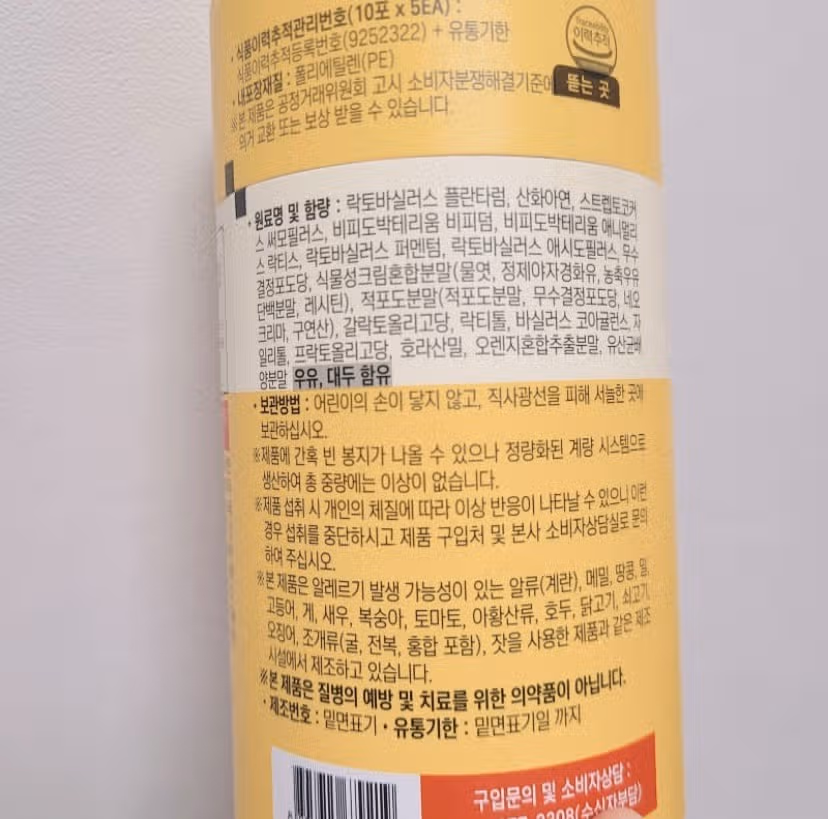 · 식품이력추적관리번호(10포 x 5EA) :
식품이력추적등록번호(9252322) + 유통기한
· 내포장재질 : 폴리에틸렌(PE)
※본 제품은 공정거래위원회 고시 소비자분쟁해결기준에
의거 교환 또는 보상 받을 수 있습니다.
Traceability
이력추적
뜯는 곳
· 원료명 및 함량 : 락토바실러스 플란타럼, 산화아연, 스트렙토코커
스 써모필러스, 비피도박테리움 비피덤, 비피도박테리움 애니멀리
스 락티스, 락토바실러스 퍼멘텀, 락토바실러스 애시도필러스, 무수
결정포도당, 식물성크림혼합분말(물엿, 정제야자경화유, 농축우유
단백분말, 레시틴), 적포도분말(적포도분말, 무수결정포도당, 네오
크리마, 구연산), 갈락토올리고당, 락티톨, 바실러스 코아귤런스, 자
일리톨, 프락토올리고당, 호라산밀, 오렌지혼합추출분말, 유산균배
양분말 우유, 대두 함유
· 보관방법 : 어린이의 손이 닿지 않고, 직사광선을 피해 서늘한 곳에
보관하십시오.
※제품에 간혹 빈 봉지가 나올 수 있으나 정량화된 계량 시스템으로
생산하여 총 중량에는 이상이 없습니다.
※제품 섭취 시 개인의 체질에 따라 이상 반응이 나타날 수 있으니 이런
경우 섭취를 중단하시고 제품 구입처 및 본사 소비자상담실로 문의
하여 주십시오.
※본 제품은 알레르기 발생 가능성이 있는 알류(계란), 메밀, 땅콩, 밀,
고등어, 게, 새우, 복숭아, 토마토, 아황산류, 호두, 닭고기, 쇠고기,
오징어, 조개류(굴, 전복, 홍합 포함), 잣을 사용한 제품과 같은 제조
시설에서 제조하고 있습니다.
※본 제품은 질병의 예방 및 치료를 위한 의약품이 아닙니다.
· 제조번호 : 밑면표기 · 유통기한 : 밑면표기일 까지
구입문의 및 소비자상담 :
(수신자부담)